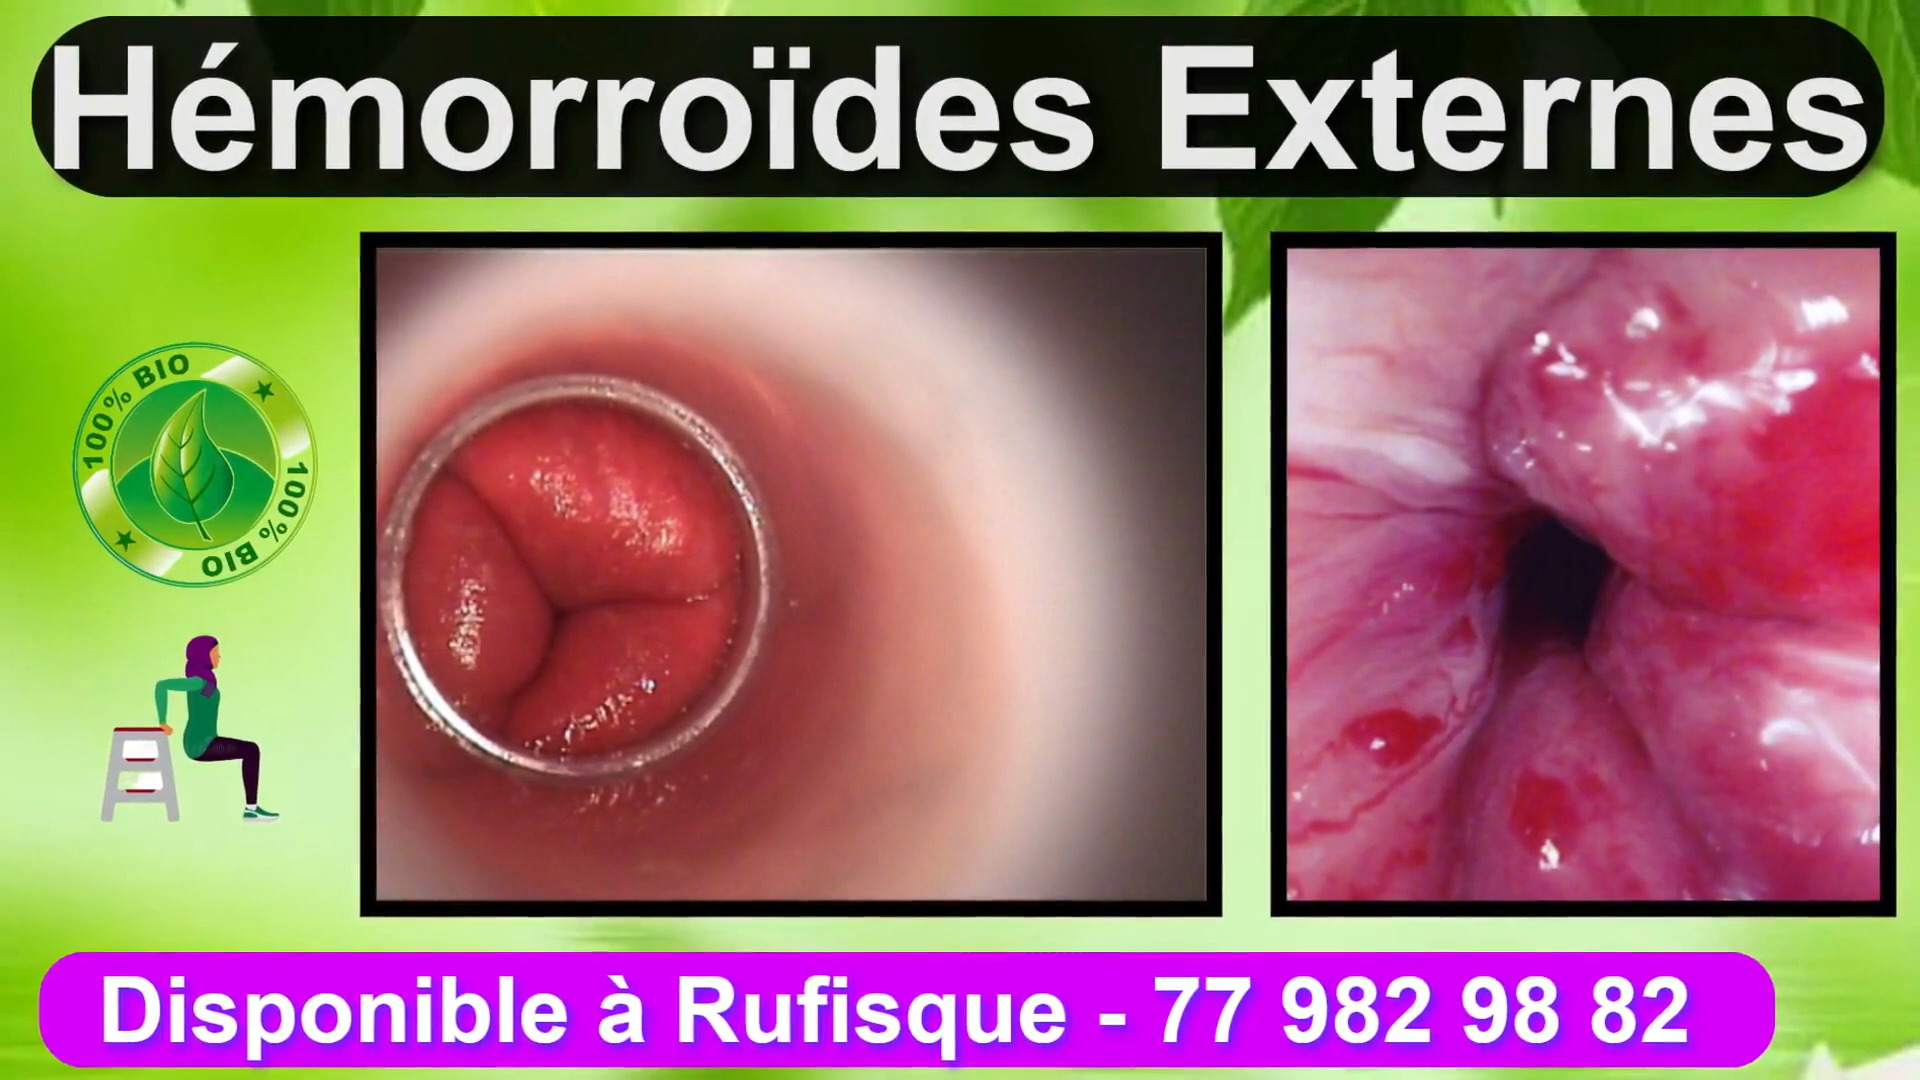 Hémorroïdes Externes
100% BIO
100% BIO
Disponible à Rufisque - 77 982 98 82